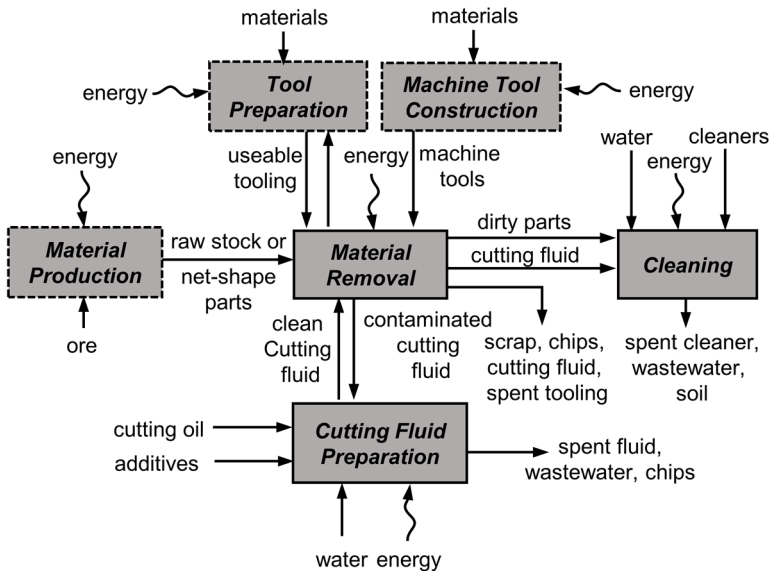 materials
materials
Tool
Preparation
Machine Tool
Construction
energy
energy
water
cleaners
energy
useable
tooling
energy
machine
tools
energy
Material
Production
raw stock or
net-shape
parts
Material
Removal
dirty parts
cutting fluid
Cleaning
ore
clean
Cutting
fluid
contaminated
cutting
fluid
scrap, chips,
cutting fluid,
spent tooling
spent cleaner,
wastewater,
soil
cutting oil
additives
Cutting Fluid
Preparation
spent fluid,
wastewater, chips
water energy